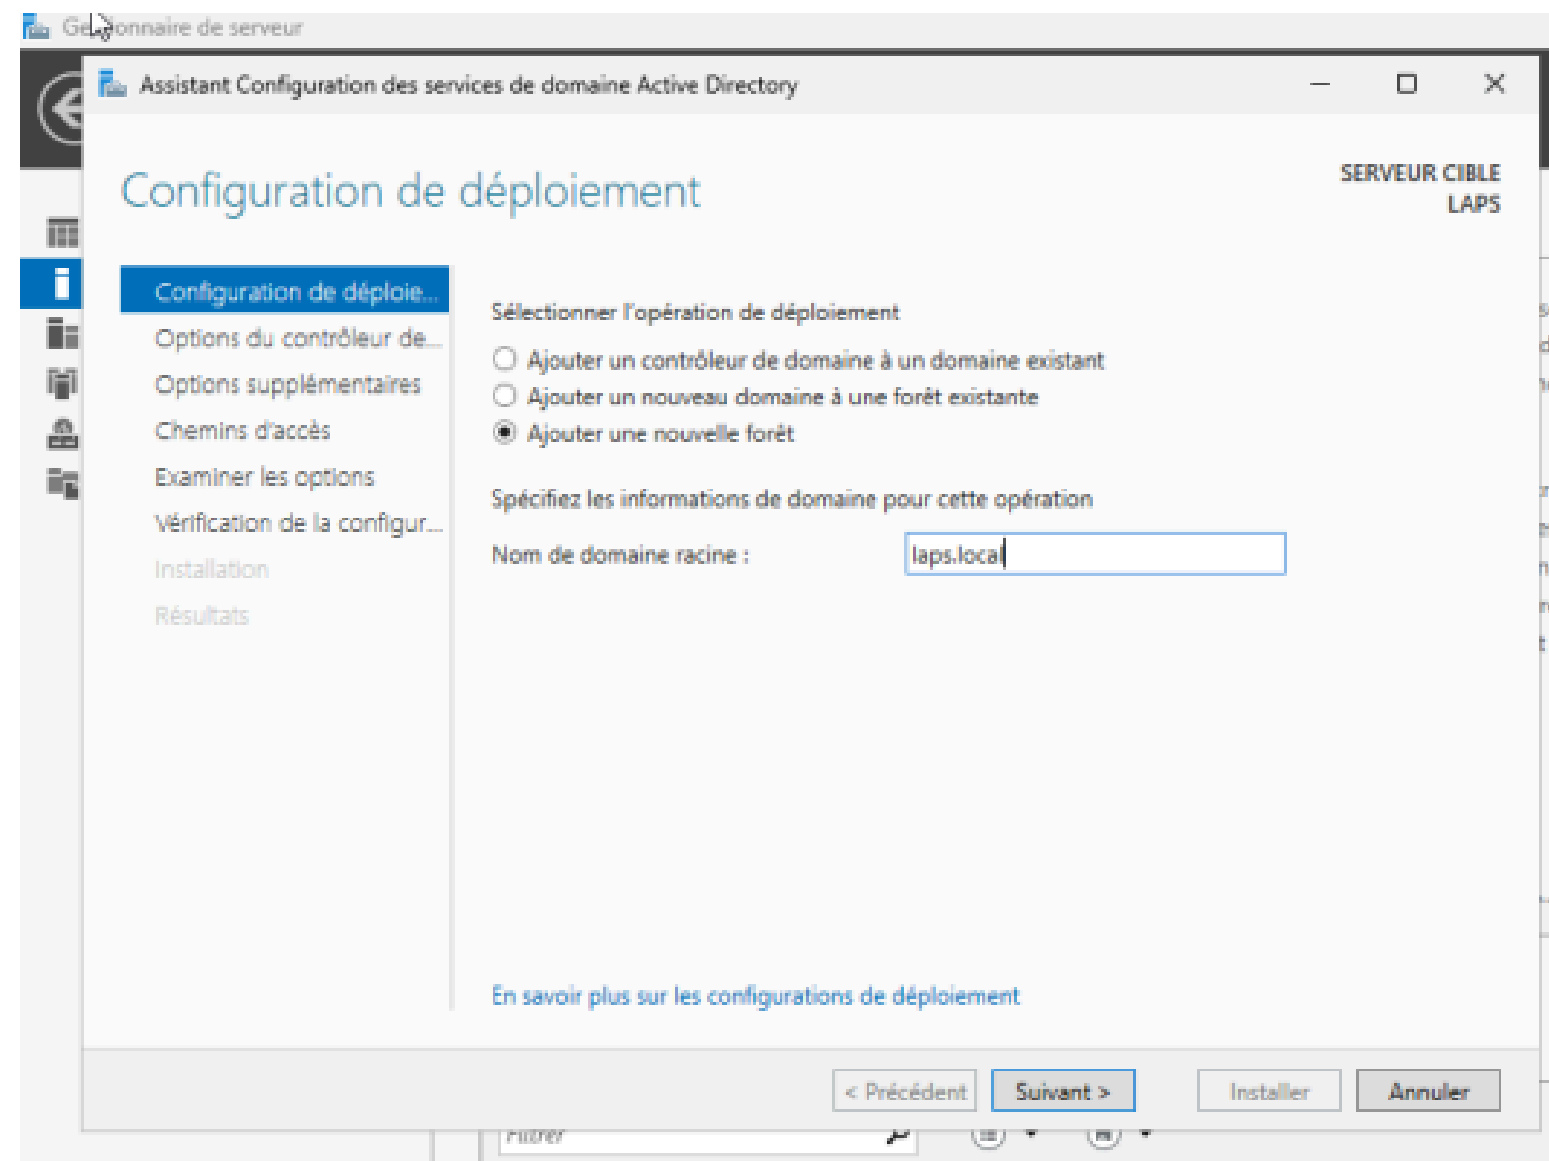 Gestionnaire de serveur
Assistant Configuration des services de domaine Active Directory
Configuration de déploiement
SERVEUR CIBLE
LAPS
Configuration de déploie...
Options du contrôleur de...
Options supplémentaires
Chemins d'accès
Examiner les options
Vérification de la configur...
Installation
Résultats
Sélectionner l'opération de déploiement
Ajouter un contrôleur de domaine à un domaine existant
Ajouter un nouveau domaine à une forêt existante
Ajouter une nouvelle forêt
Spécifiez les informations de domaine pour cette opération
Nom de domaine racine :
laps.local
En savoir plus sur les configurations de déploiement
< Précédent
Suivant >
Installer
Annuler
Filtrer